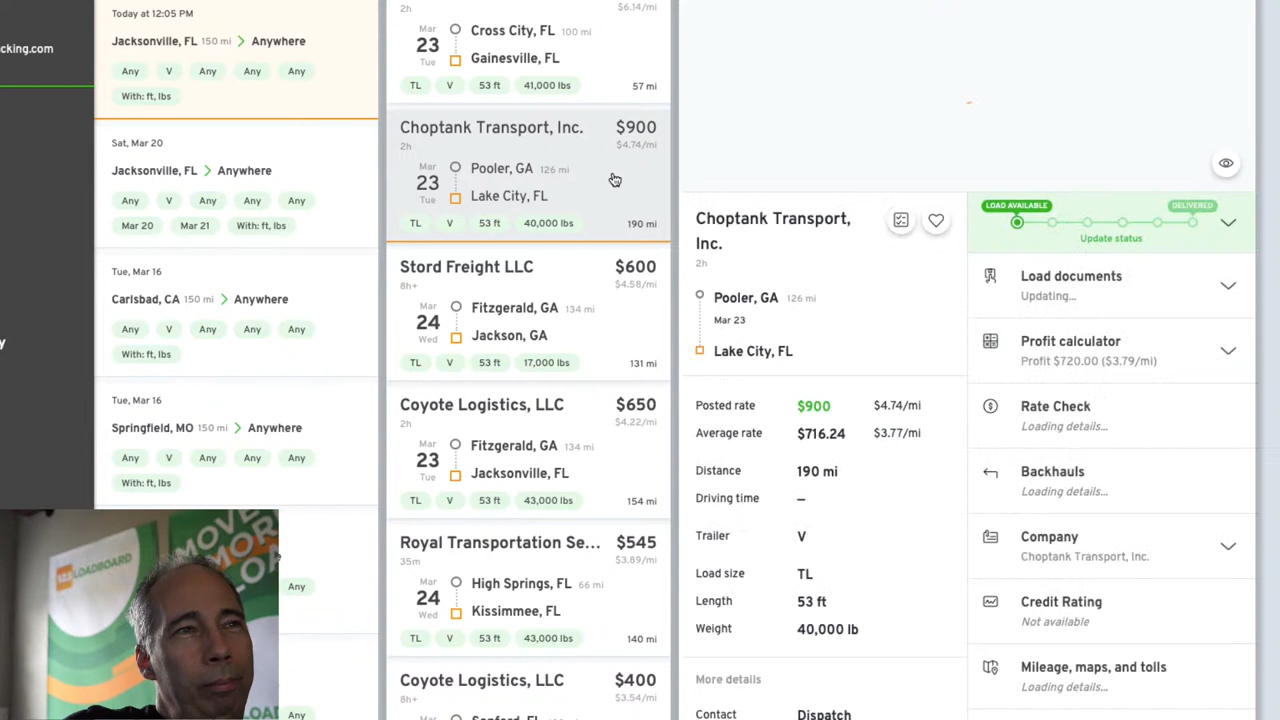 cking.com
y
Today at 12:05 PM
Jacksonville, FL 150 mi > Anywhere
Any V Any Any Any
With: ft, lbs
Sat, Mar 20
Jacksonville, FL > Anywhere
Any V Any Any Any
Mar 20 Mar 21 With: ft, lbs
Tue, Mar 16
Carlsbad, CA 150 mi > Anywhere
Any V Any Any Any
With: ft, lbs
Tue, Mar 16
Springfield, MO 150 mi > Anywhere
Any V Any Any Any
With: ft, lbs
Any
Any
2h $6.14/mi
Mar 23 Tue
Cross City, FL 100 mi
Gainesville, FL
TL V 53 ft 41,000 lbs 57 mi
Choptank Transport, Inc. $900
2h $4.74/mi
Mar 23 Tue
Pooler, GA 126 mi
Lake City, FL
TL V 53 ft 40,000 lbs 190 mi
Stord Freight LLC $600
8h+ $4.58/mi
Mar 24 Wed
Fitzgerald, GA 134 mi
Jackson, GA
TL V 53 ft 17,000 lbs 131 mi
Coyote Logistics, LLC $650
2h $4.22/mi
Mar 23 Tue
Fitzgerald, GA 134 mi
Jacksonville, FL
TL V 53 ft 43,000 lbs 154 mi
Royal Transportation Se... $545
35m $3.89/mi
Mar 24 Wed
High Springs, FL 66 mi
Kissimmee, FL
TL V 53 ft 43,000 lbs 140 mi
Coyote Logistics, LLC $400
8h+ $3.54/mi
Mar
Sanford, FL
Choptank Transport,
Inc.
2h
Pooler, GA 126 mi
Mar 23
Lake City, FL
Posted rate $900 $4.74/mi
Average rate $716.24 $3.77/mi
Distance 190 mi
Driving time –
Trailer V
Load size TL
Length 53 ft
Weight 40,000 lb
More details
Contact Dispatch
LOAD AVAILABLE DELIVERED
Update status
Load documents
Updating...
Profit calculator
Profit $720.00 ($3.79/mi)
Rate Check
Loading details...
Backhauls
Loading details...
Company
Choptank Transport, Inc.
Credit Rating
Not available
Mileage, maps, and tolls
Loading details...
123LOADBOARD
MOVE
MOR
LOA